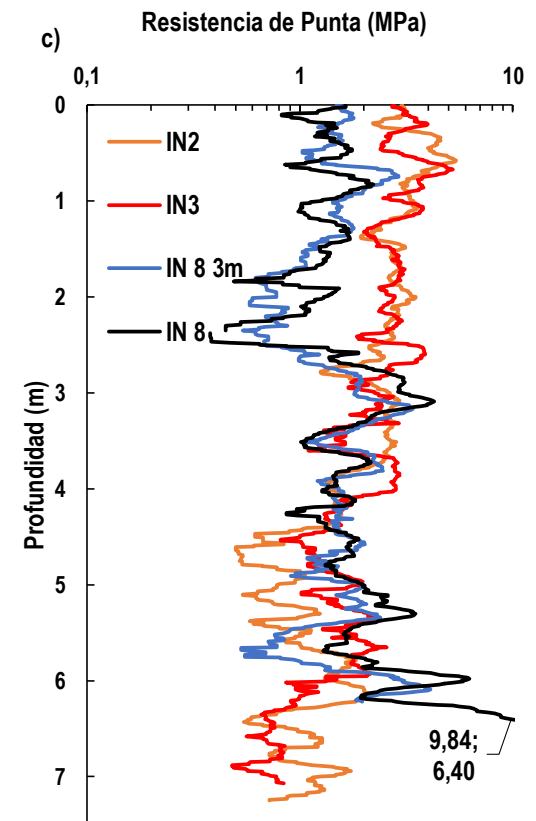 c)
Resistencia de Punta (MPa)
0,1 1 10
0
IN2
1
IN3
IN 8 3m
2
IN 8
3
4
5
6
7
Profundidad (m)
9,84;
6,40